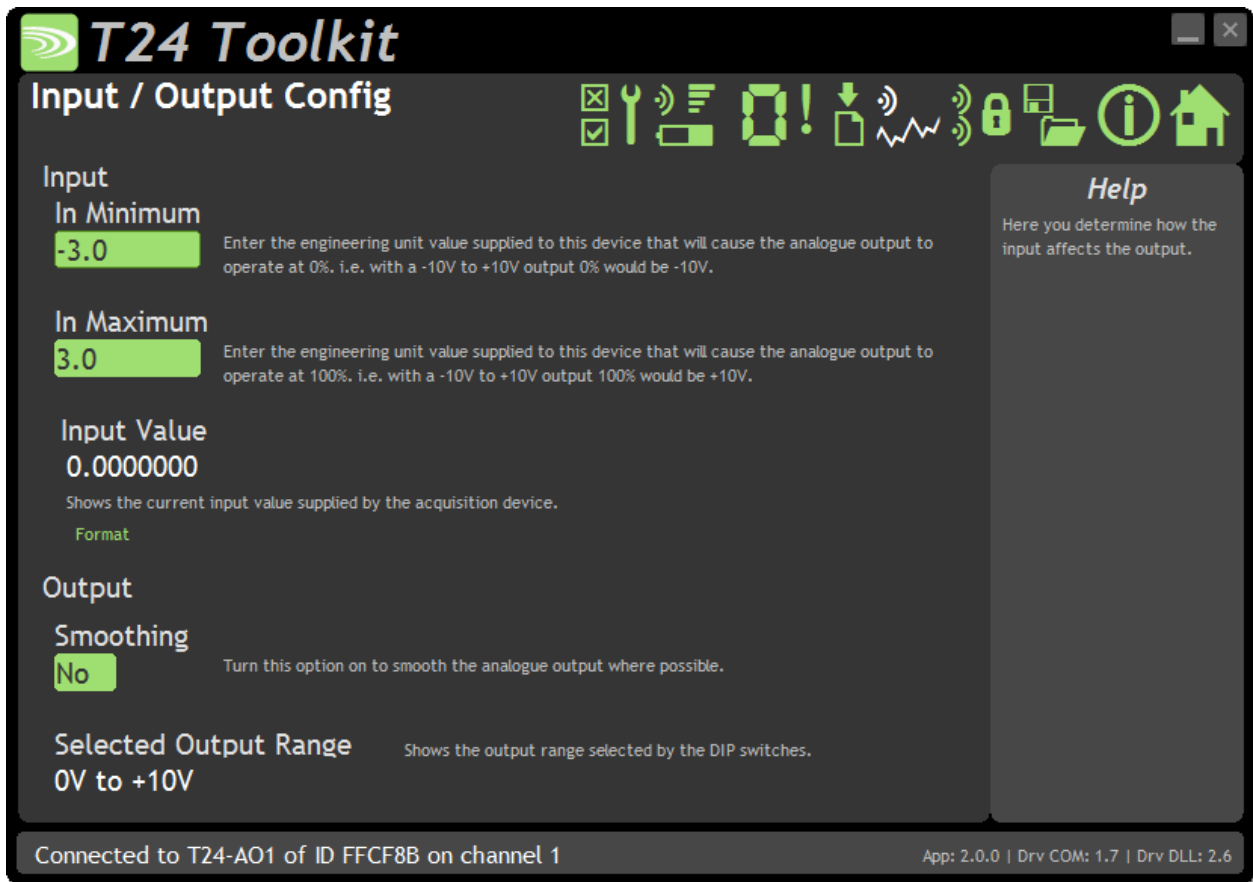 T24 Toolkit
Input / Output Config
Input
In Minimum
-3.0
Enter the engineering unit value supplied to this device that will cause the analogue output to
operate at 0%. i.e. with a -10V to +10V output 0% would be -10V.
In Maximum
3.0
Enter the engineering unit value supplied to this device that will cause the analogue output to
operate at 100%. i.e. with a -10V to +10V output 100% would be +10V.
Input Value
0.0000000
Shows the current input value supplied by the acquisition device.
Format
Output
Smoothing
No
Turn this option on to smooth the analogue output where possible.
Selected Output Range
Shows the output range selected by the DIP switches.
0V to +10V
Help
Here you determine how the
input affects the output.
Connected to T24-AO1 of ID FFCF8B on channel 1
App: 2.0.0 | Drv COM: 1.7 | Drv DLL: 2.6